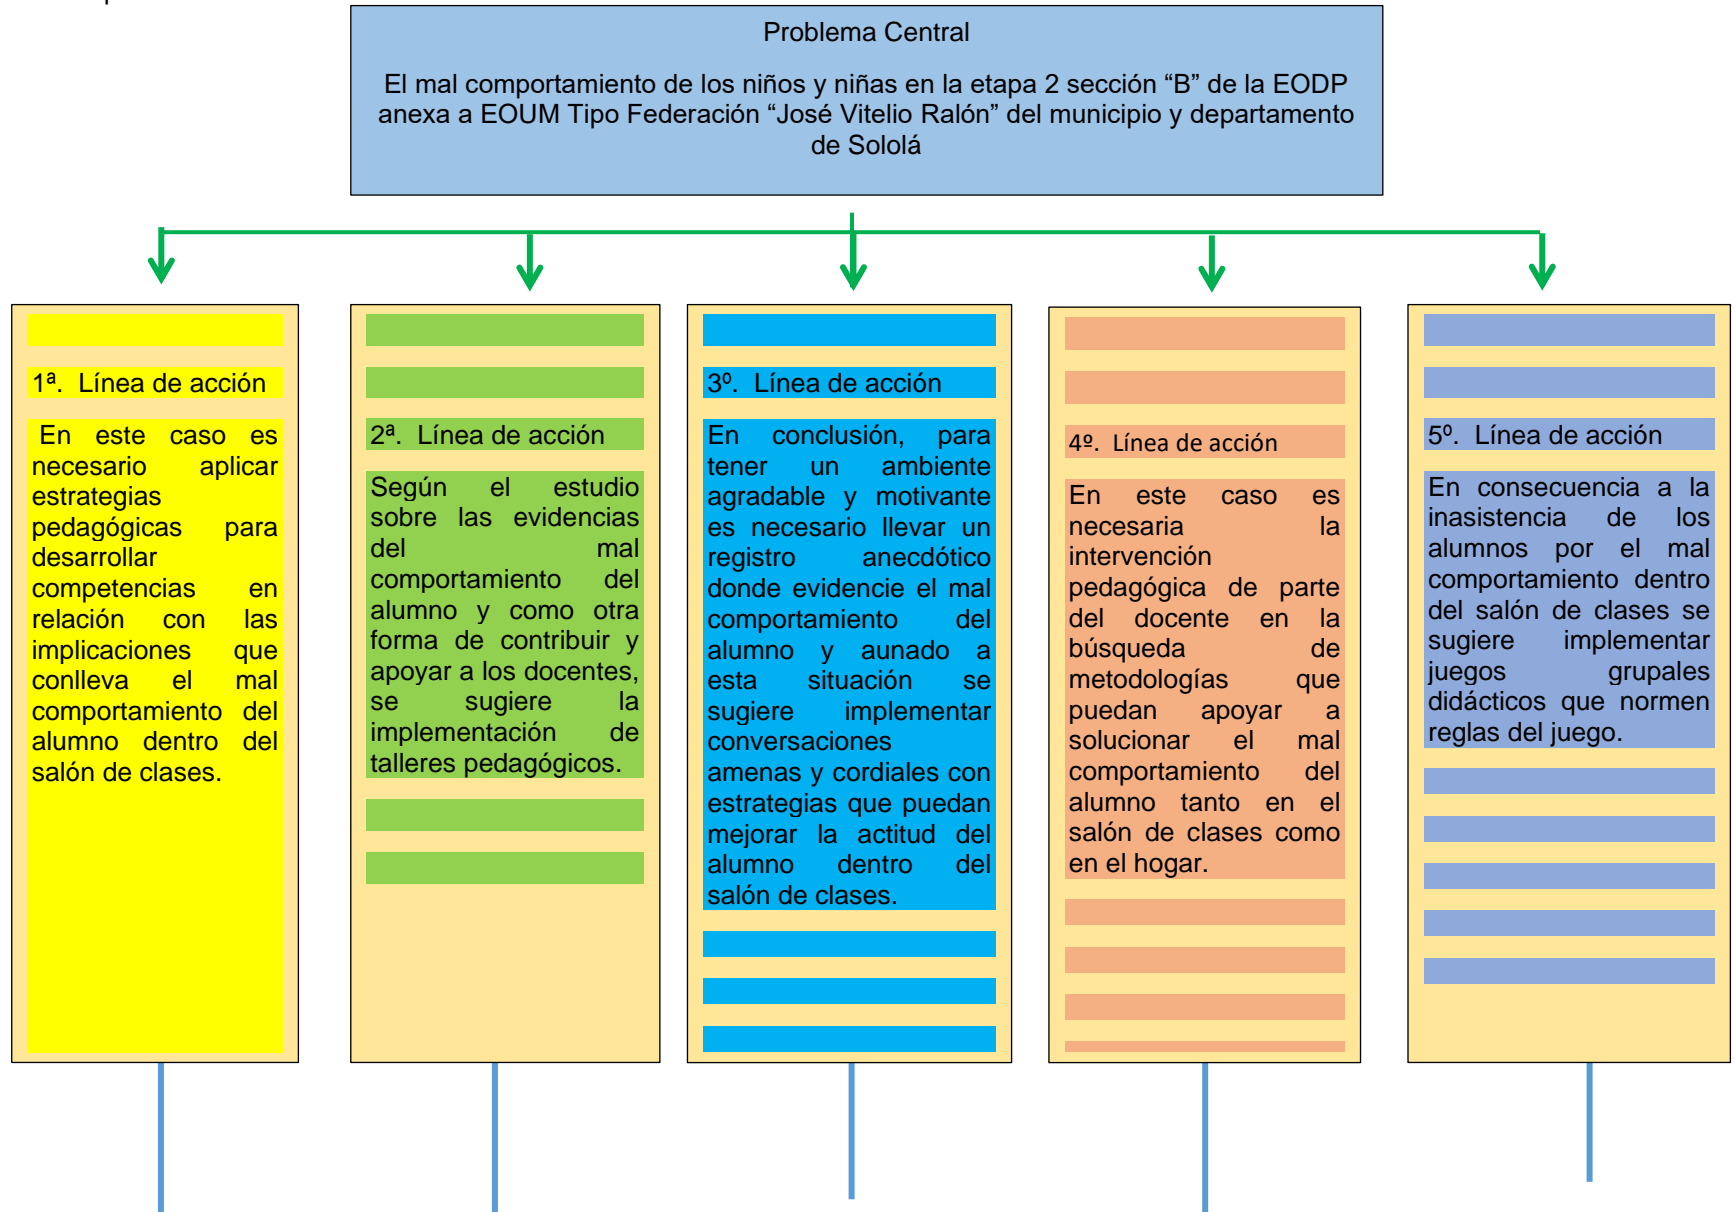 Problema Central
El mal comportamiento de los niños y niñas en la etapa 2 sección “B” de la EODP
anexa a EOUM Tipo Federación “José Vitelio Ralón” del municipio y departamento
de Sololá
1ª. Línea de acción
En este caso es
necesario aplicar
estrategias
pedagógicas para
desarrollar
competencias en
relación con las
implicaciones que
conlleva el mal
comportamiento del
alumno dentro del
salón de clases.
2ª. Línea de acción
Según el estudio
sobre las evidencias
del mal
comportamiento del
alumno y como otra
forma de contribuir y
apoyar a los docentes,
se sugiere la
implementación de
talleres pedagógicos.
3º. Línea de acción
En conclusión, para
tener un ambiente
agradable y motivante
es necesario llevar un
registro anecdótico
donde evidencie el mal
comportamiento del
alumno y aunado a
esta situación se
sugiere implementar
conversaciones
amenas y cordiales con
estrategias que puedan
mejorar la actitud del
alumno dentro del
salón de clases.
4º. Línea de acción
En este caso es
necesaria la
intervención
pedagógica de parte
del docente en la
búsqueda de
metodologías que
puedan apoyar a
solucionar el mal
comportamiento del
alumno tanto en el
salón de clases como
en el hogar.
5º. Línea de acción
En consecuencia a la
inasistencia de los
alumnos por el mal
comportamiento dentro
del salón de clases se
sugiere implementar
juegos grupales
didácticos que normen
reglas del juego.